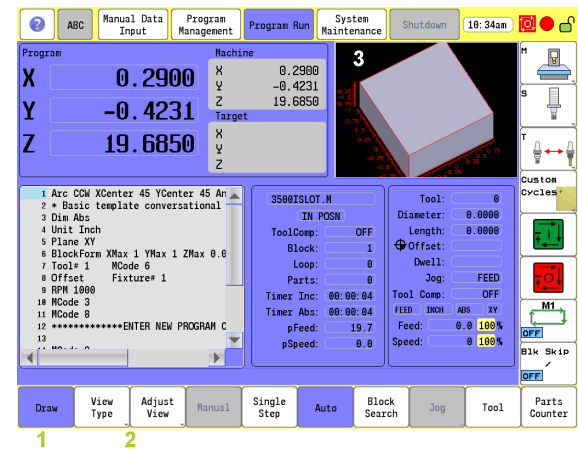 ?
ABC
Manual Data Input
Program Management
Program Run
System Maintenance
Shutdown
10:34am
Program
X 0.2900
Y -0.4231
Z 19.6850
Machine
X 0.2900
Y -0.4231
Z 19.6850
Target
X
Y
Z
3
M
S
T
Custom Cycles+
1 Arc CCW XCenter 45 YCenter 45 An
2 * Basic template conversational
3 Dim Abs
4 Unit Inch
5 Plane XY
6 BlockForm XMax 1 YMax 1 ZMax 0.0
7 Tool# 1 MCode 6
8 Offset Fixture# 1
9 RPM 1000
10 MCode 3
11 MCode 8
12 **************ENTER NEW PROGRAM C
13
3500ISLOT.M
IN POSN
ToolComp: OFF
Block: 1
Loop: 0
Parts: 0
Timer Inc: 00:00:04
Timer Abs: 00:00:04
pFeed: 19.7
pSpeed: 0.0
Tool: 0
Diameter: 0.0000
Length: 0.0000
Offset:
Dwell:
Jog: FEED
Tool Comp: OFF
FEED INCH ABS XY
Feed: 0.0 100%
Speed: 0 100%
M1
OFF
Blk Skip
/
OFF
Draw
View Type
Adjust View
Manual
Single Step
Auto
Block Search
Jog
Tool
Parts Counter
1
2